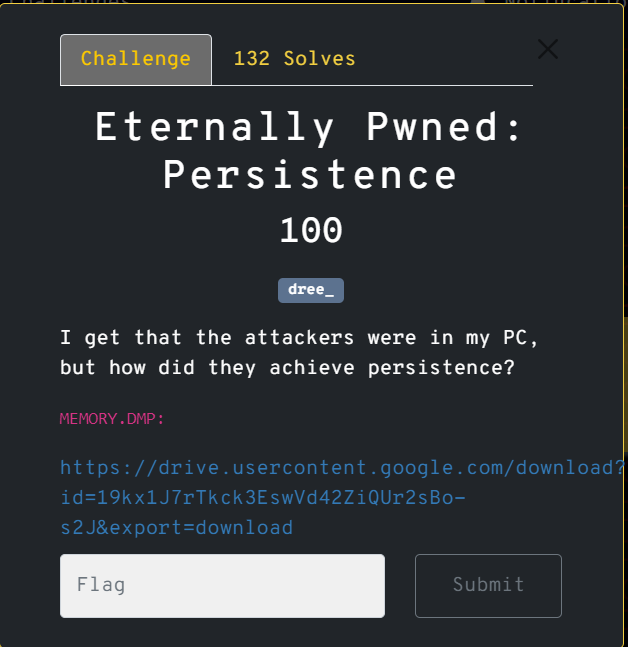 Challenge
132 Solves
Eternally Pwned:
Persistence
100
dree_
I get that the attackers were in my PC,
but how did they achieve persistence?
MEMORY.DMP:
https://drive.usercontent.google.com/download?
id=19kx1J7rTkck3EswVd42ZiQUr2sBo-
s2J&export=download
Flag
Submit